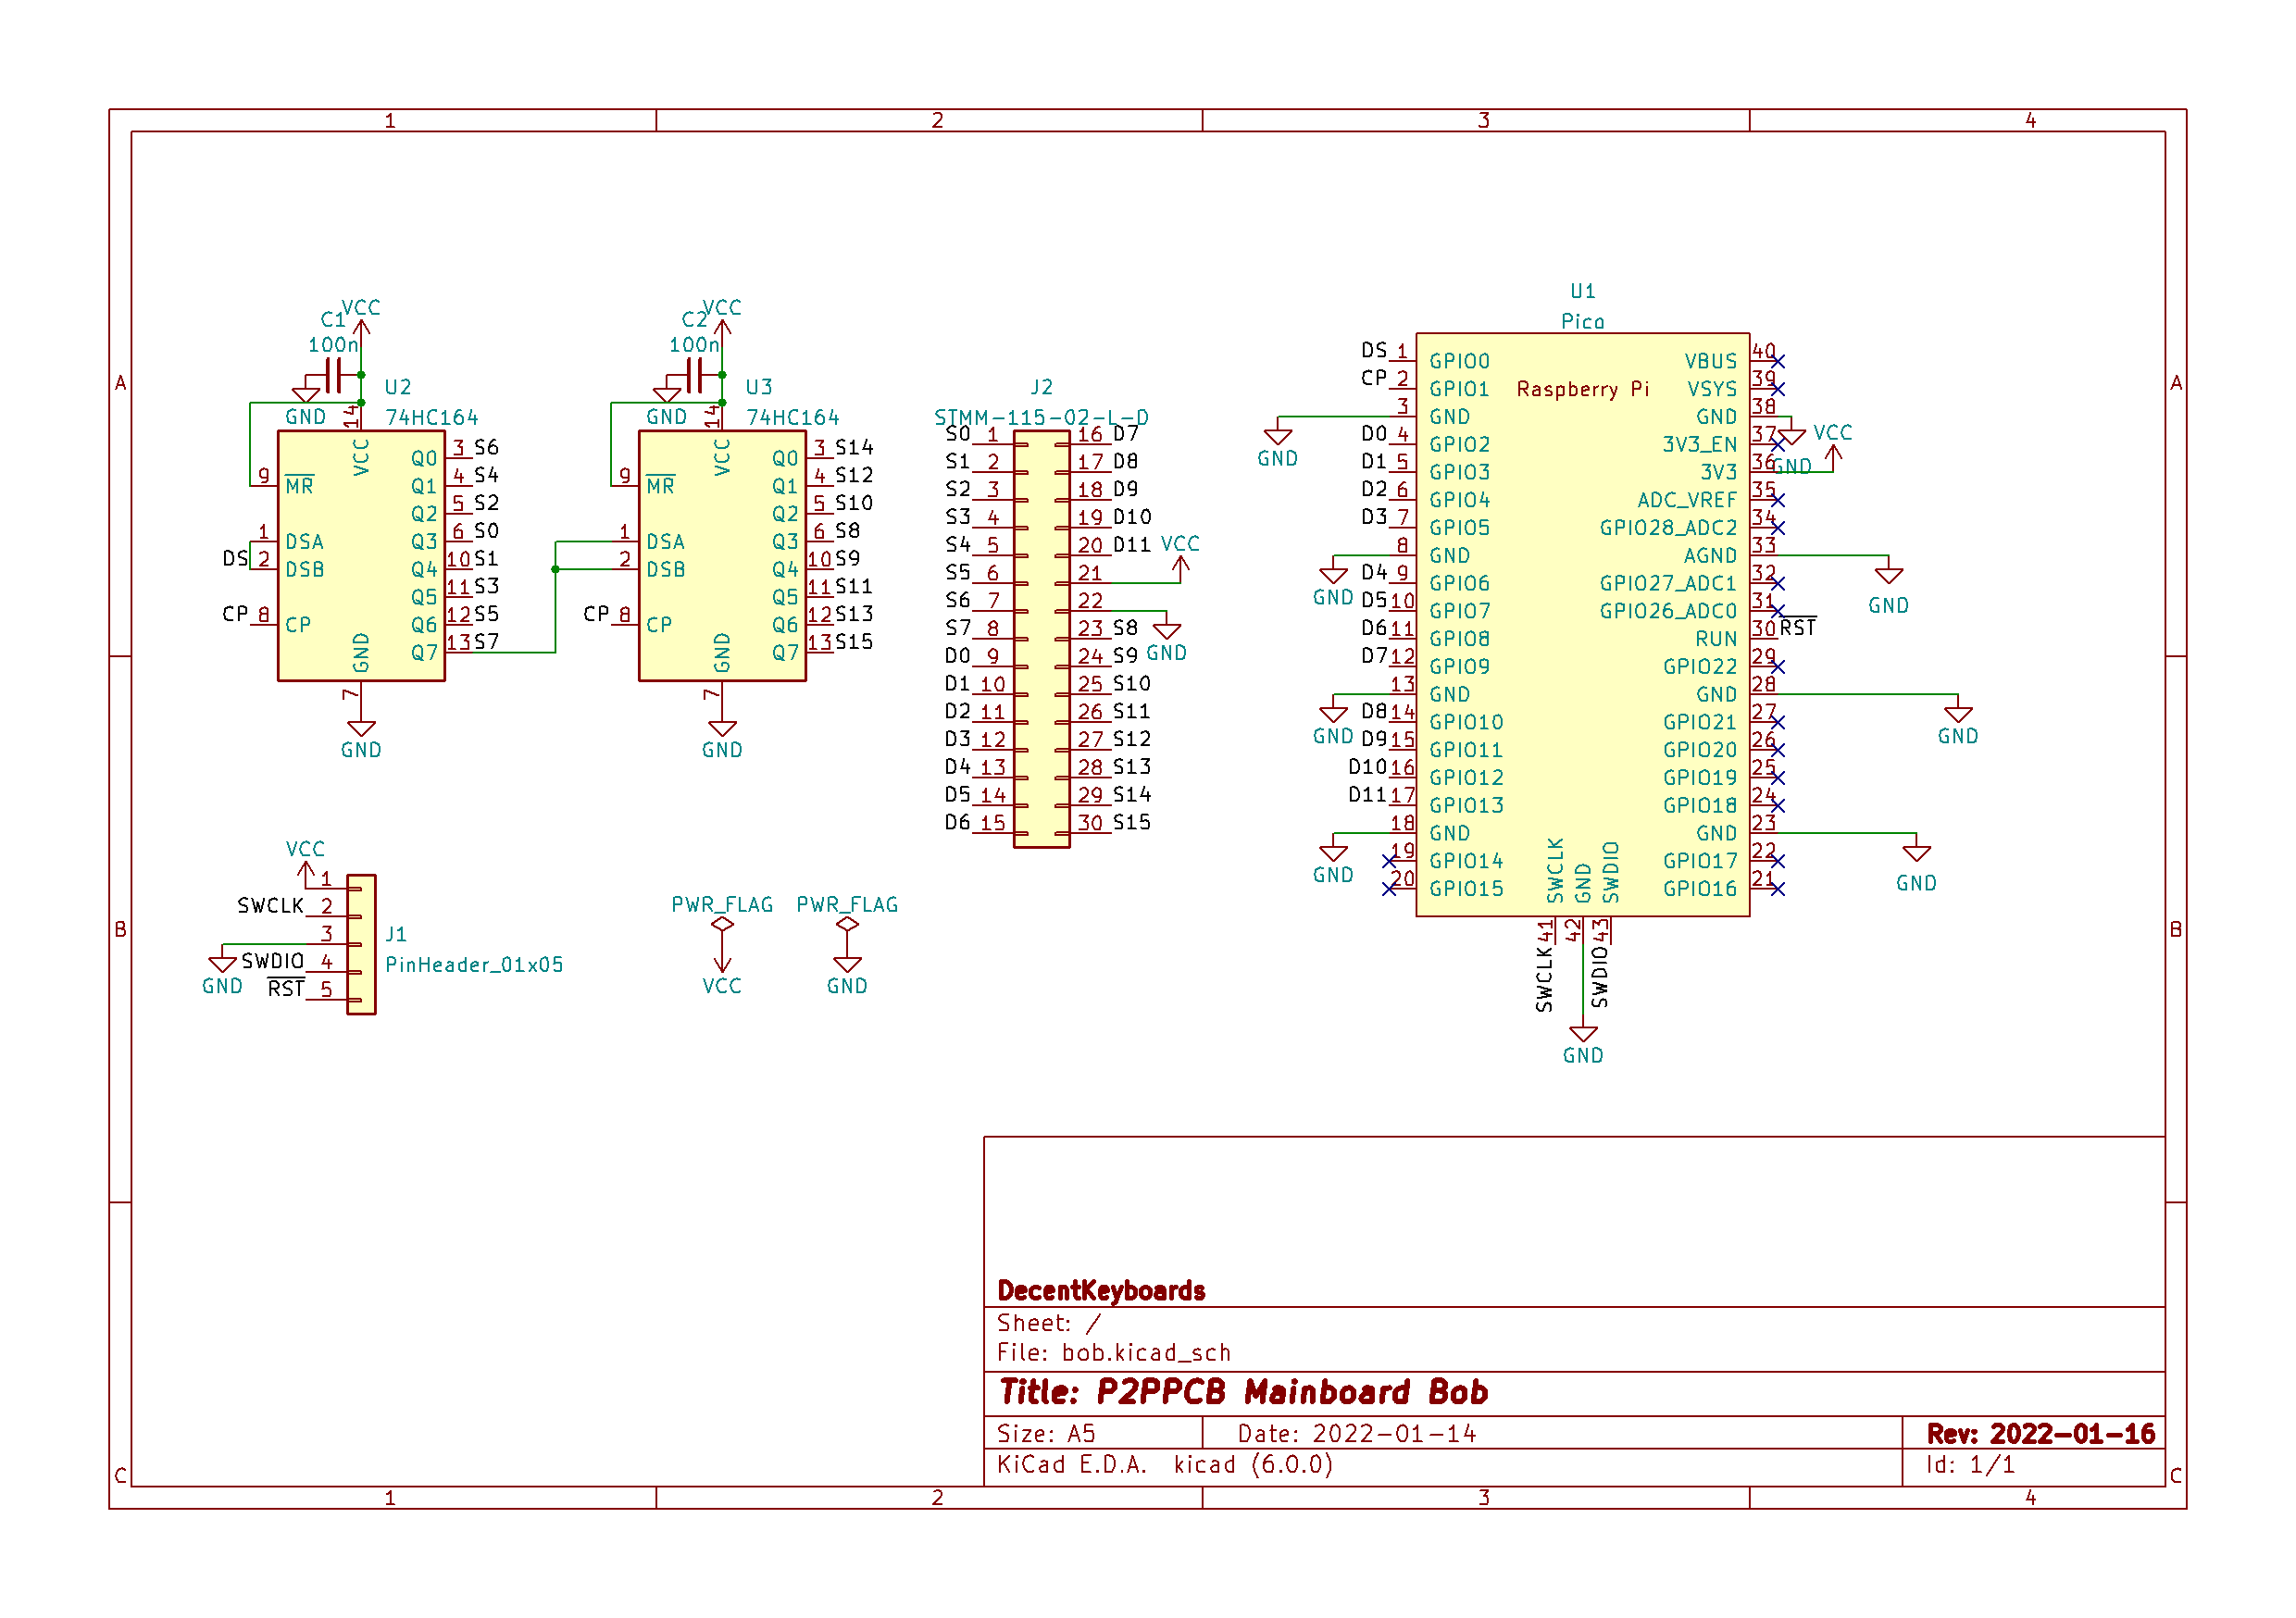 1 2 3 4
A A
B B
C C
1 2 3 4
VCC
C1
100n
GND
U2
74HC164
14
VCC
9 MR
1 DSA
DS 2 DSB
CP 8 CP
Q0 3 S6
Q1 4 S4
Q2 5 S2
Q3 6 S0
Q4 10 S1
Q5 11 S3
Q6 12 S5
Q7 13 S7
GND
7
GND
VCC
C2
100n
GND
U3
74HC164
14
VCC
9 MR
1 DSA
2 DSB
CP 8 CP
Q0 3 S14
Q1 4 S12
Q2 5 S10
Q3 6 S8
Q4 10 S9
Q5 11 S11
Q6 12 S13
Q7 13 S15
GND
7
GND
J2
STMM-115-02-L-D
S0 1 16 D7
S1 2 17 D8
S2 3 18 D9
S3 4 19 D10
S4 5 20 D11
S5 6 21 VCC
S6 7 22 GND
S7 8 23 S8
D0 9 24 S9
D1 10 25 S10
D2 11 26 S11
D3 12 27 S12
D4 13 28 S13
D5 14 29 S14
D6 15 30 S15
U1
Pico
Raspberry Pi
DS 1 GPIO0 VBUS 40
CP 2 GPIO1 VSYS 39
GND 3 GND GND 38 GND
D0 4 GPIO2 3V3_EN 37
D1 5 GPIO3 3V3 36 VCC
D2 6 GPIO4 ADC_VREF 35
D3 7 GPIO5 GPIO28_ADC2 34
GND 8 GND AGND 33 GND
D4 9 GPIO6 GPIO27_ADC1 32
D5 10 GPIO7 GPIO26_ADC0 31
D6 11 GPIO8 RUN 30 RST
D7 12 GPIO9 GPIO22 29
GND 13 GND GND 28 GND
D8 14 GPIO10 GPIO21 27
D9 15 GPIO11 GPIO20 26
D10 16 GPIO12 GPIO19 25
D11 17 GPIO13 GPIO18 24
GND 18 GND GND 23 GND
19 GPIO14 GPIO17 22
20 GPIO15 GPIO16 21
SWCLK GND SWDIO
41 42 43
SWCLK SWDIO
GND
VCC
1
SWCLK 2
3
SWDIO 4
GND
RST 5
J1
PinHeader_01x05
PWR_FLAG PWR_FLAG
VCC GND
DecentKeyboards
Sheet: /
File: bob.kicad_sch
Title: P2PPCB Mainboard Bob
Size: A5 Date: 2022-01-14 Rev: 2022-01-16
KiCad E.D.A. kicad (6.0.0) Id: 1/1